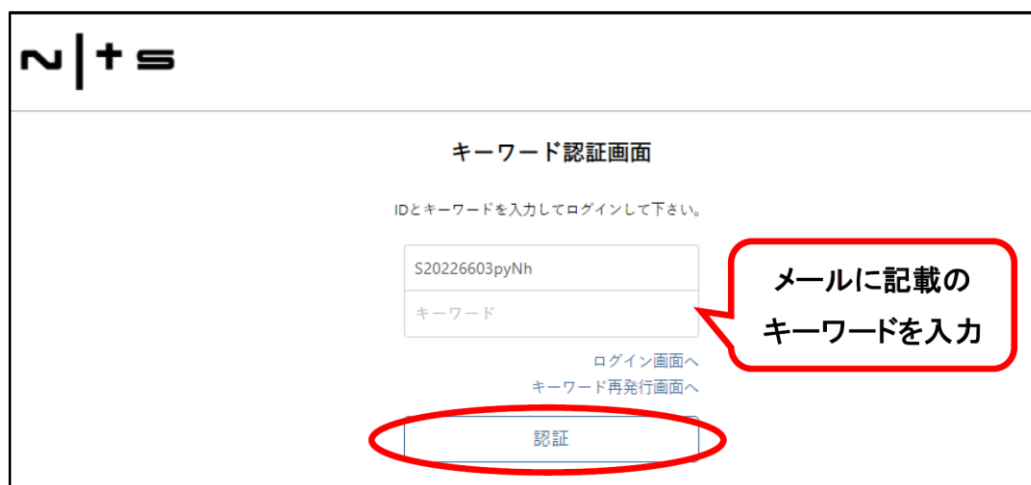 N|ts
キーワード認証画面
IDとキーワードを入力してログインして下さい。
S20226603pyNh
キーワード
メールに記載の
キーワードを入力
ログイン画面へ
キーワード再発行画面へ
認証